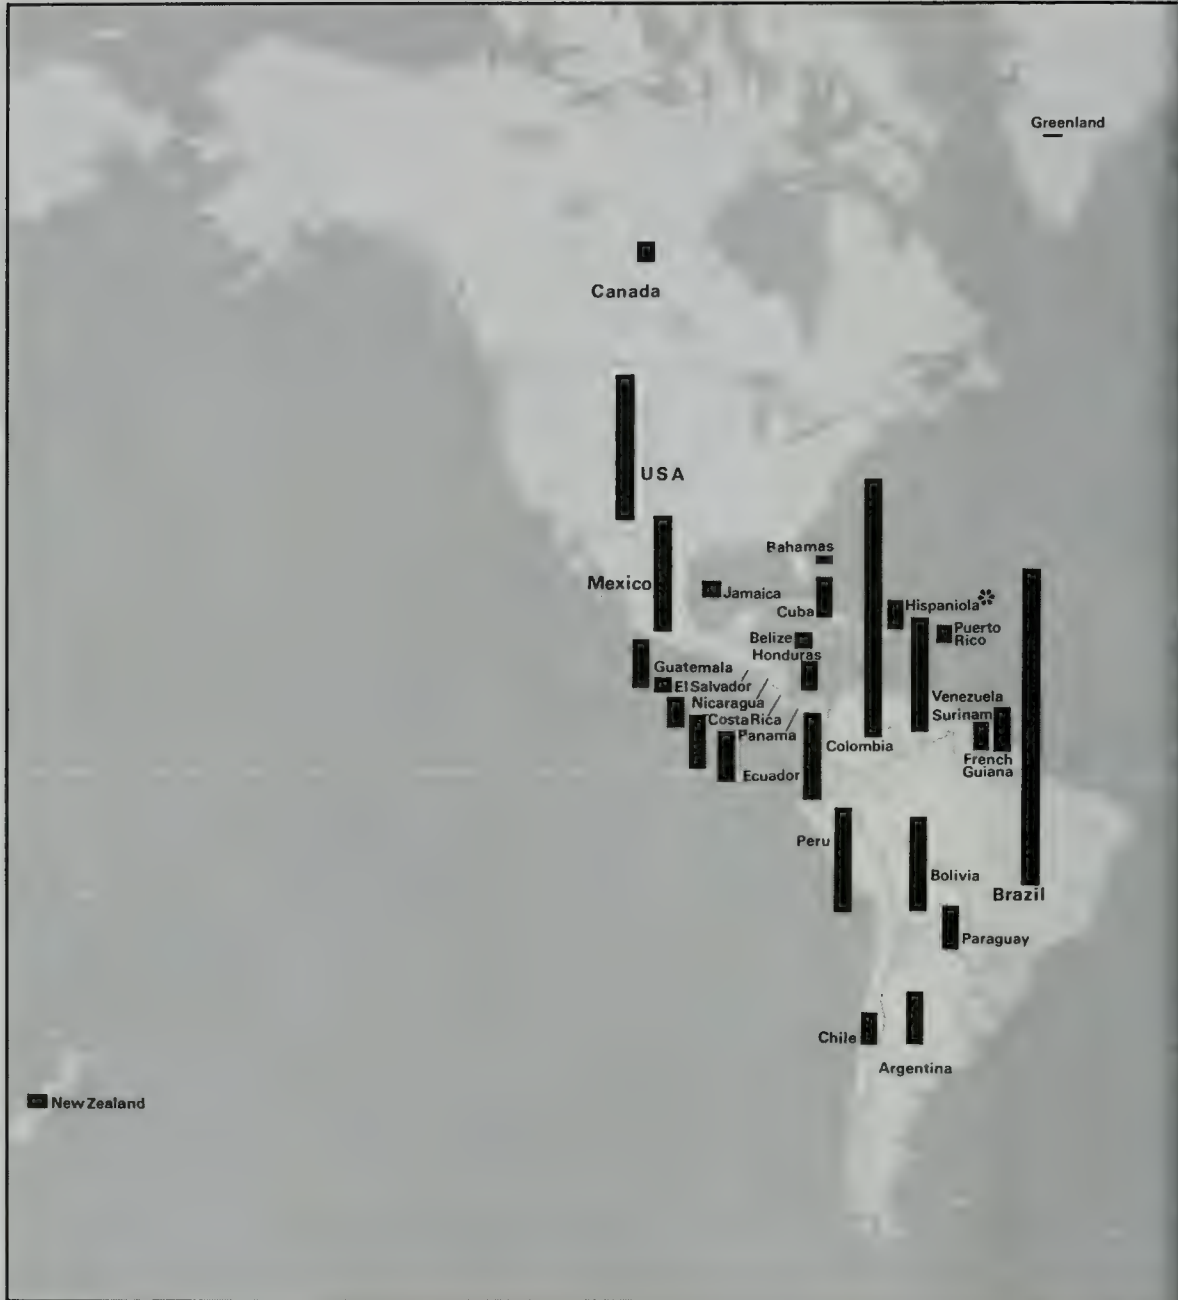 Greenland
Canada
USA
Bahamas
Mexico
Jamaica
Cuba
Hispaniola
Puerto
Rico
Belize
Honduras
Guatemala
El Salvador
Nicaragua
Costa Rica
Panama
Venezuela
Surinam
Colombia
French
Guiana
Ecuador
Peru
Bolivia
Brazil
Paraguay
Chile
Argentina
New Zealand